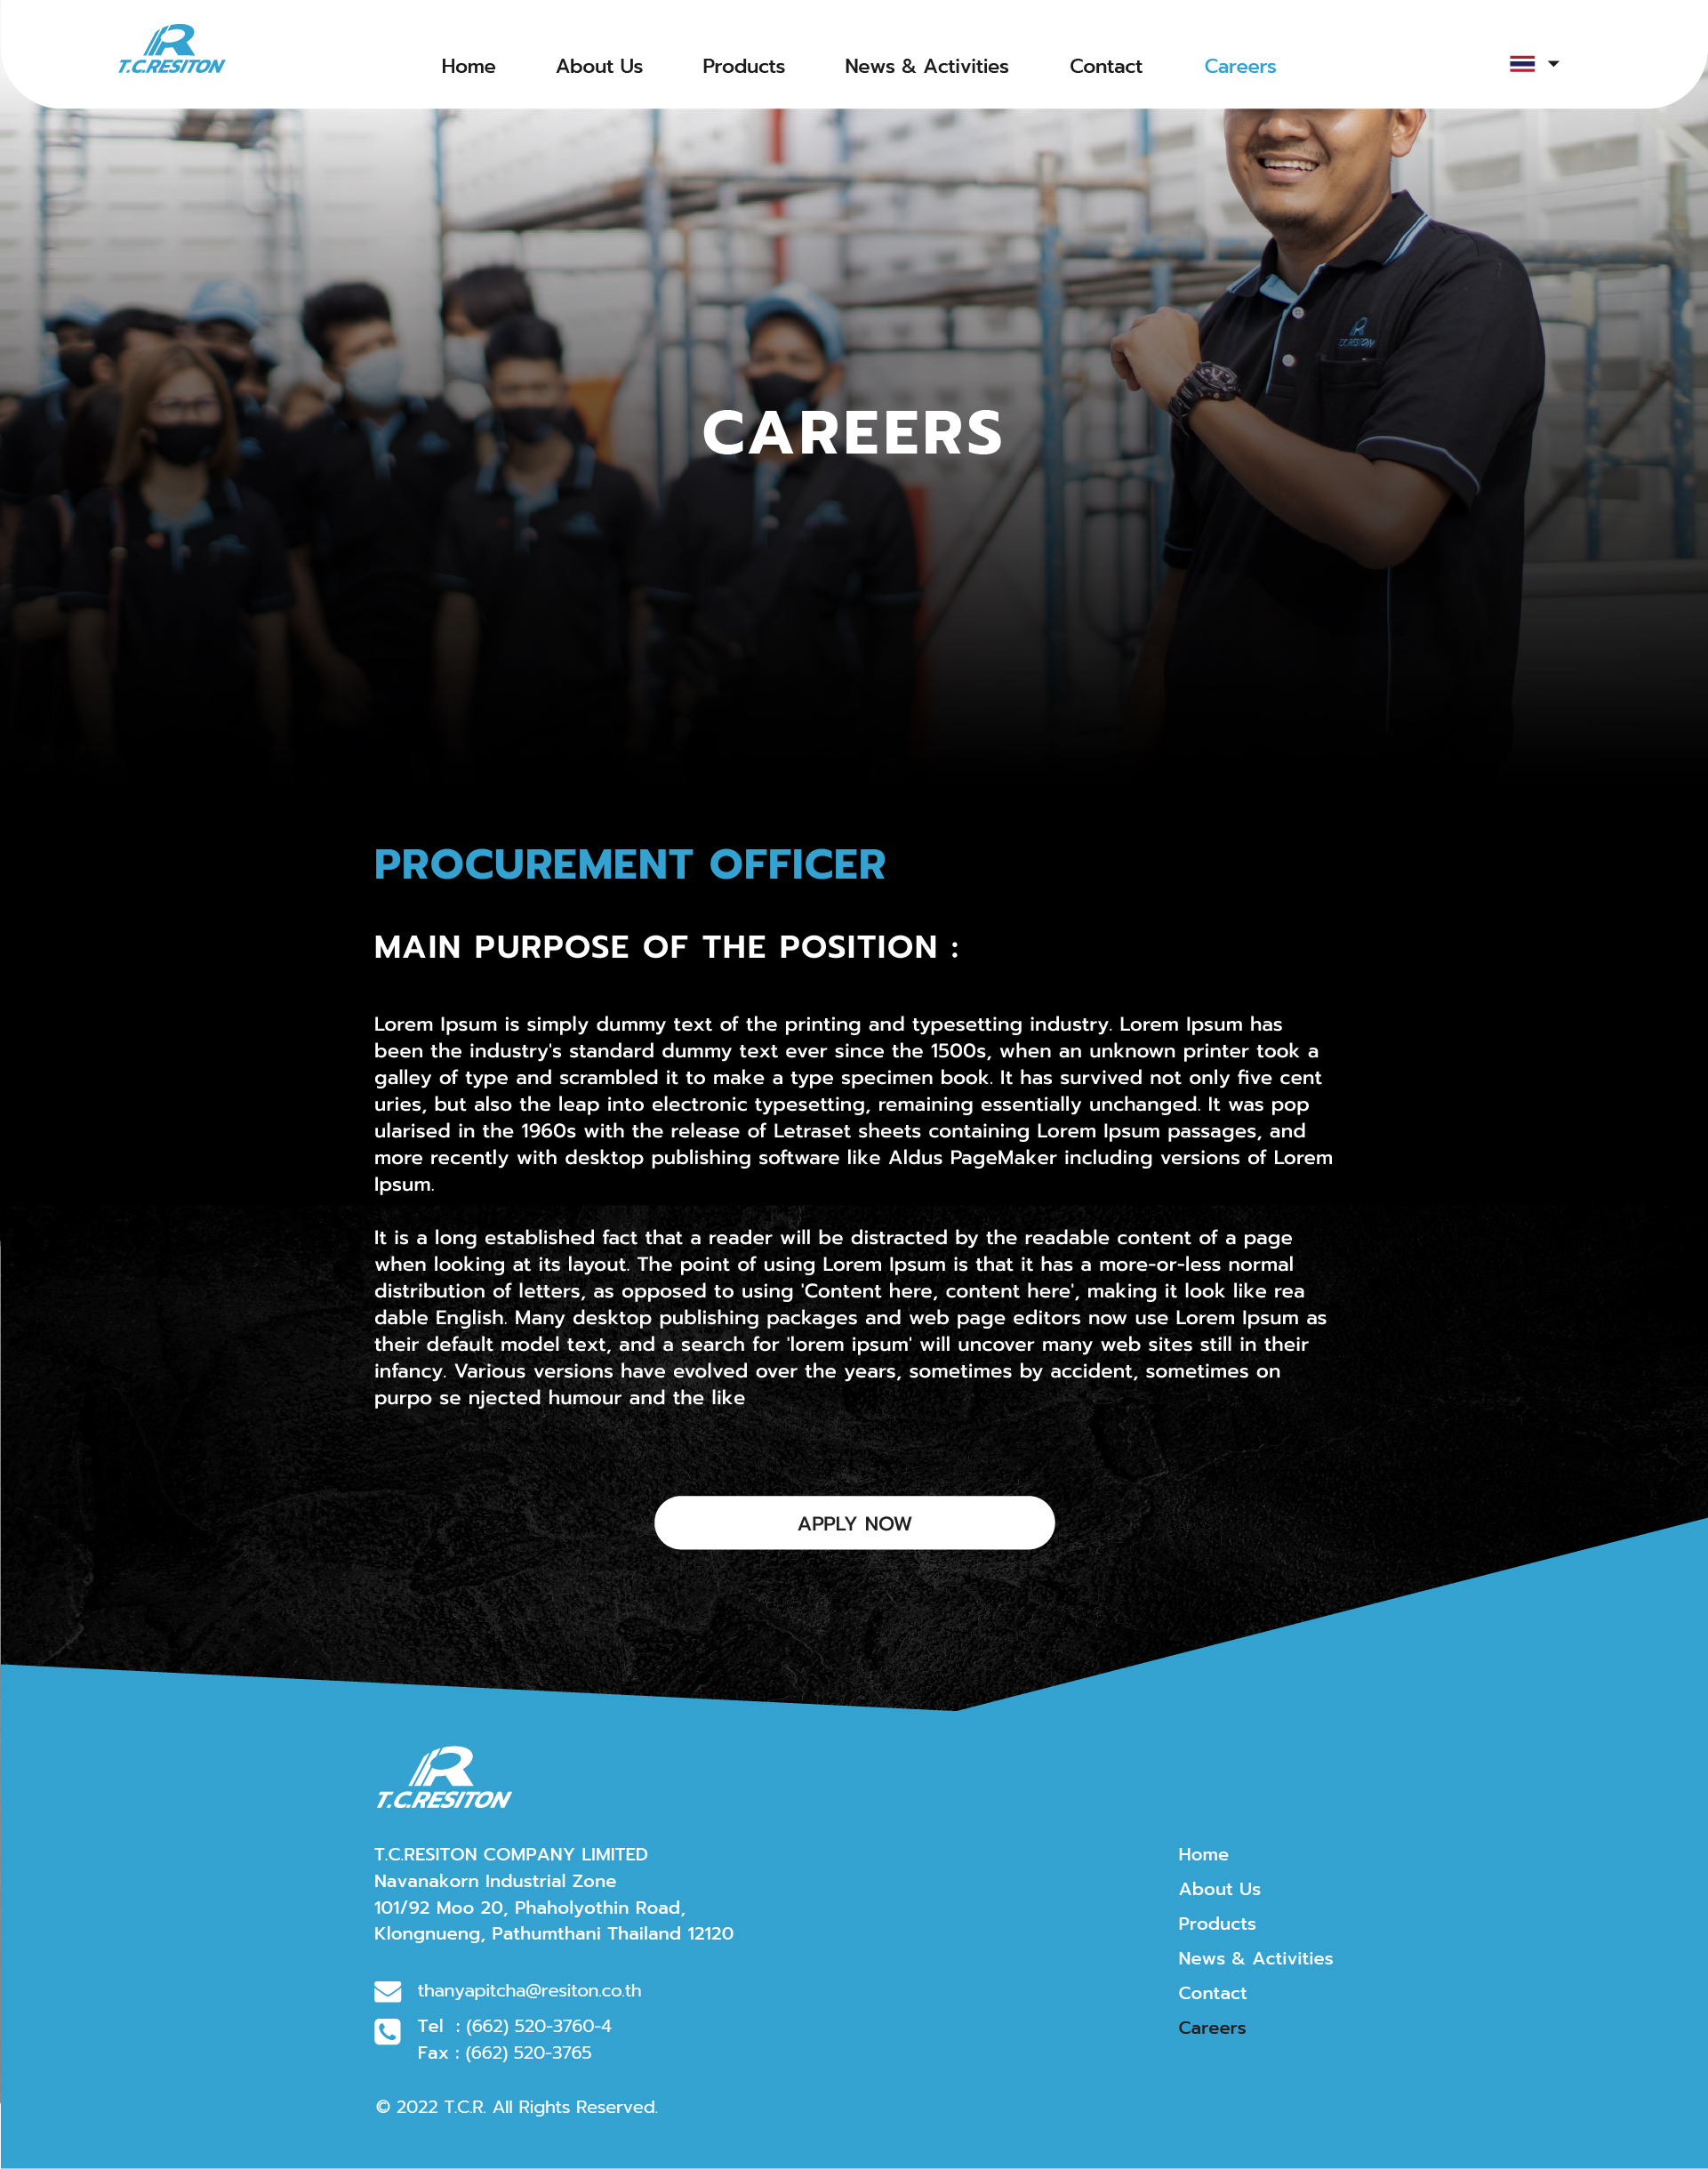 T.C.RESITON
Home
About Us
Products
News & Activities
Contact
Careers
T.C.RESITON
CAREERS
PROCUREMENT OFFICER
MAIN PURPOSE OF THE POSITION :
Lorem Ipsum is simply dummy text of the printing and typesetting industry. Lorem Ipsum has
been the industry's standard dummy text ever since the 1500s, when an unknown printer took a
galley of type and scrambled it to make a type specimen book. It has survived not only five cent
uries, but also the leap into electronic typesetting, remaining essentially unchanged. It was pop
ularised in the 1960s with the release of Letraset sheets containing Lorem Ipsum passages, and
more recently with desktop publishing software like Aldus PageMaker including versions of Lorem
Ipsum.
It is a long established fact that a reader will be distracted by the readable content of a page
when looking at its layout. The point of using Lorem Ipsum is that it has a more-or-less normal
distribution of letters, as opposed to using 'Content here, content here', making it look like rea
dable English. Many desktop publishing packages and web page editors now use Lorem Ipsum as
their default model text, and a search for 'lorem ipsum' will uncover many web sites still in their
infancy. Various versions have evolved over the years, sometimes by accident, sometimes on
purpo se njected humour and the like
APPLY NOW
T.C.RESITON
T.C.RESITON COMPANY LIMITED
Navanakorn Industrial Zone
101/92 Moo 20, Phaholyothin Road,
Klongnueng, Pathumthani Thailand 12120
thanyapitcha@resiton.co.th
Tel : (662) 520-3760-4
Fax : (662) 520-3765
© 2022 T.C.R. All Rights Reserved.
Home
About Us
Products
News & Activities
Contact
Careers